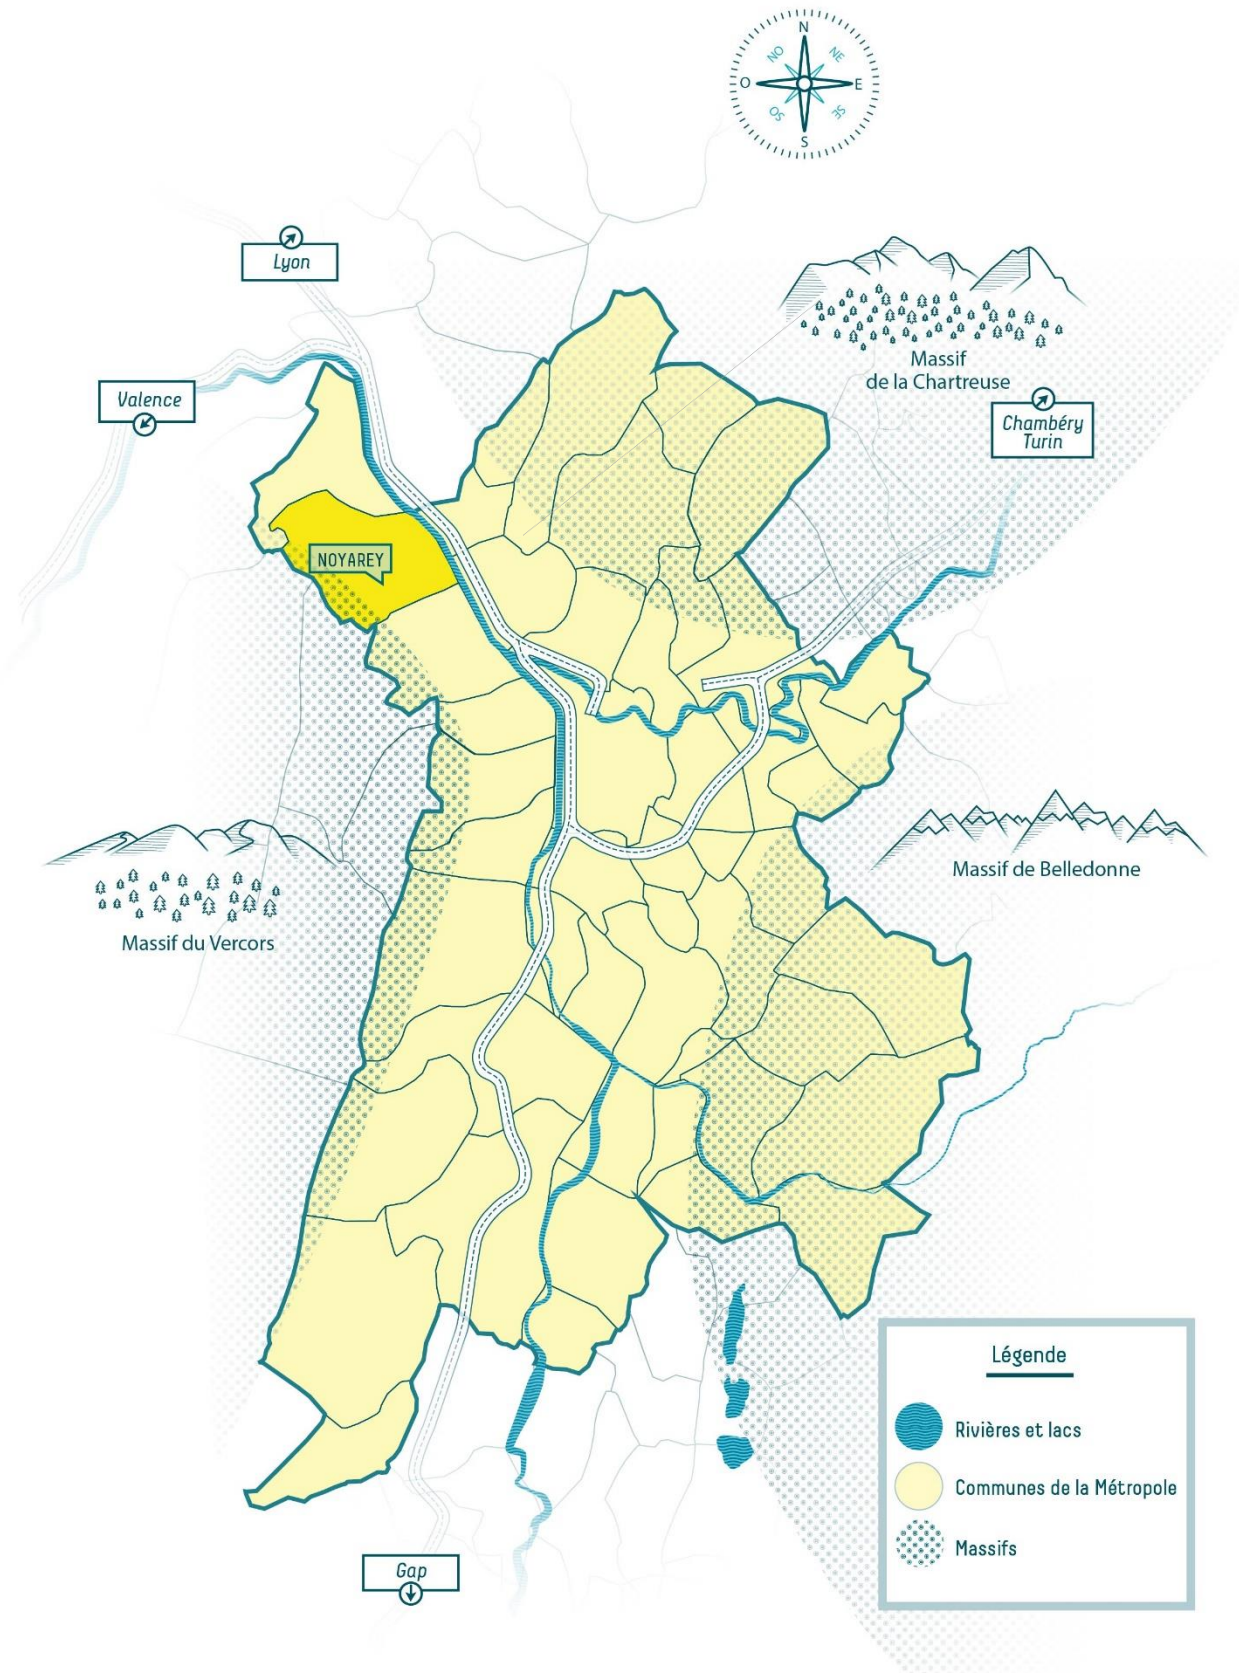 N
NO
NE
O
E
SO
SE
S
Lyon
Valence
Massif
de la Chartreuse
Chambéry
Turin
NOYAREY
Massif de Belledonne
Massif du Vercors
Légende
Rivières et lacs
Communes de la Métropole
Massifs
Gap